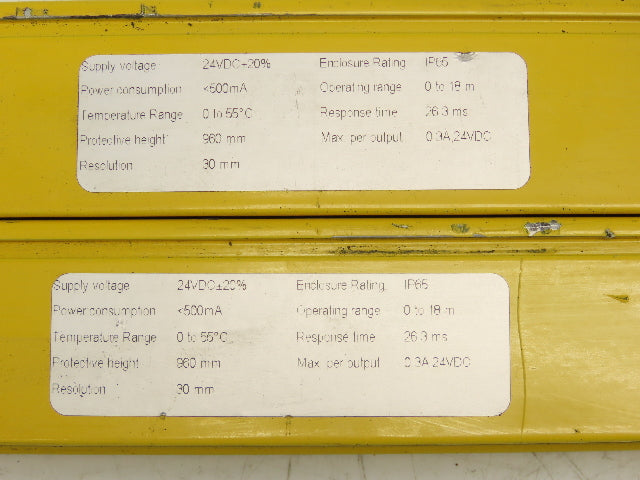 Supply voltage 24VDC±20% Enclosure Rating IP65
Power consumption <500mA Operating range 0 to 18 m
Temperature Range 0 to 55°C Response time 26.3 ms
Protective height 960 mm Max. per output 0.3A,24VDC
Resolution 30 mm
Supply voltage 24VDC±20% Enclosure Rating IP65
Power consumption <500mA Operating range 0 to 18 m
Temperature Range 0 to 55°C Response time 26.3 ms
Protective height 960 mm Max. per output 0.3A,24VDC
Resolution 30 mm